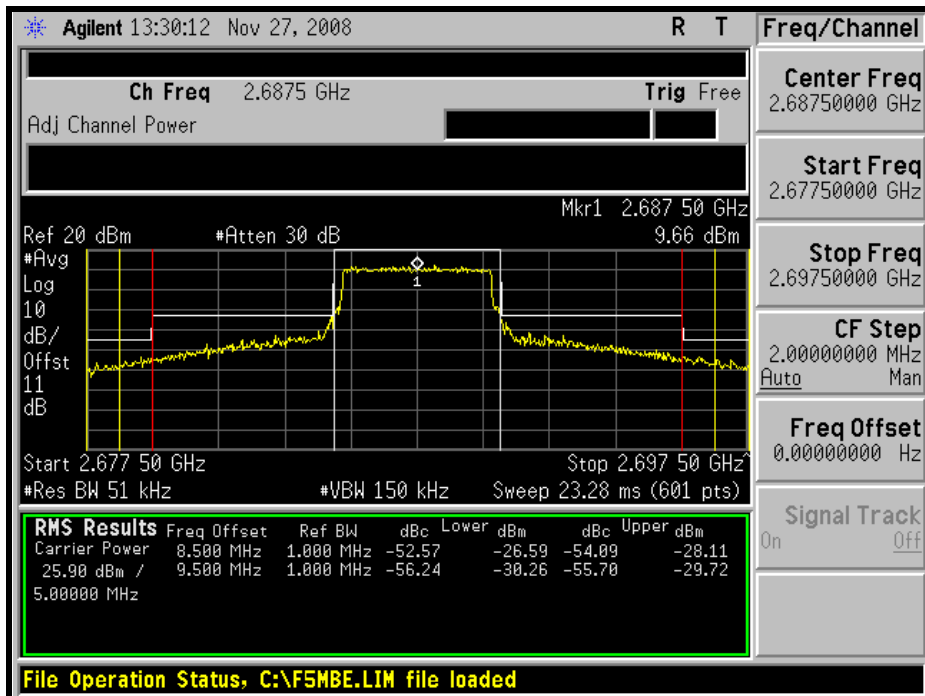 Agilent 13:30:12 Nov 27, 2008 R T
Freq/Channel
Ch Freq 2.6875 GHz Trig Free
Adj Channel Power
Center Freq
2.68750000 GHz
Start Freq
2.67750000 GHz
Stop Freq
2.69750000 GHz
CF Step
2.00000000 MHz
Auto Man
Freq Offset
0.00000000 Hz
Signal Track
On Off
Mkr1 2.687 50 GHz
Ref 20 dBm #Atten 30 dB 9.66 dBm
#Avg
Log
10
dB/
Offst
11
dB
1
Start 2.677 50 GHz Stop 2.697 50 GHz^
#Res BW 51 kHz #VBW 150 kHz Sweep 23.28 ms (601 pts)
RMS Results Freq Offset Ref BW dBc Lower dBm dBc Upper dBm
Carrier Power 8.500 MHz 1.000 MHz -52.57 -26.59 -54.09 -28.11
25.90 dBm / 9.500 MHz 1.000 MHz -56.24 -30.26 -55.70 -29.72
5.00000 MHz
File Operation Status, C:\F5MBE.LIM file loaded